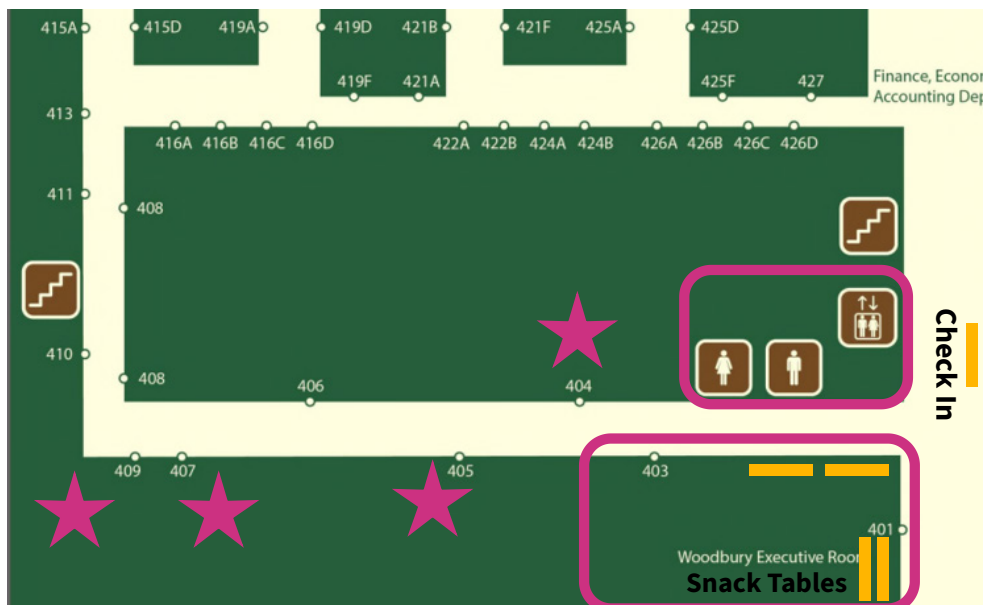 415A
415D
419A
419D
421B
421F
425A
425D
419F
421A
425F
427
Finance, Econo
Accounting Dep
413
416A
416B
416C
416D
422A
422B
424A
424B
426A
426B
426C
426D
411
408
410
408
406
404
Check In
409
407
405
403
401
Woodbury Executive Roo
Snack Tables